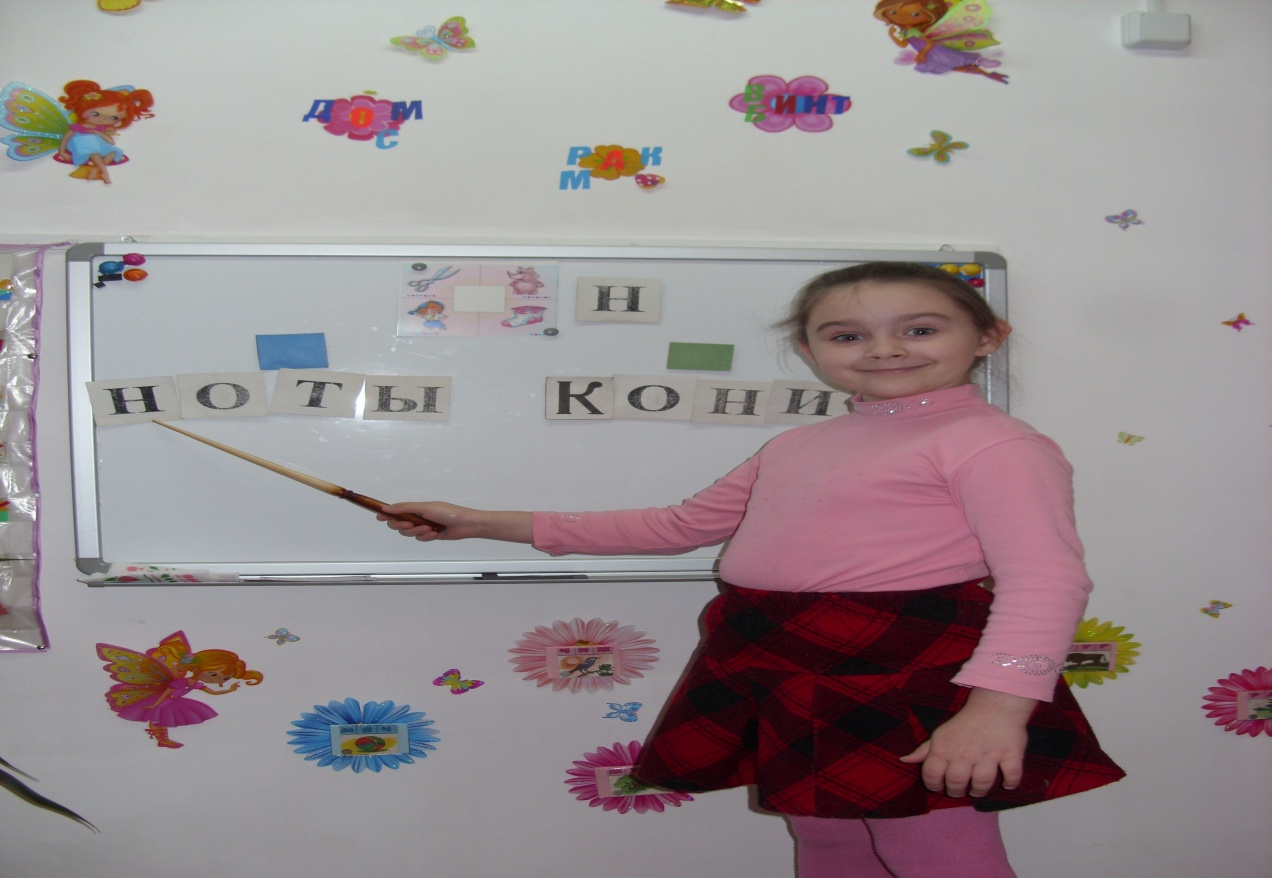 ДОМ
С
ВИНТ
Б
РАК
М
Н
НОТЫ КОНИ